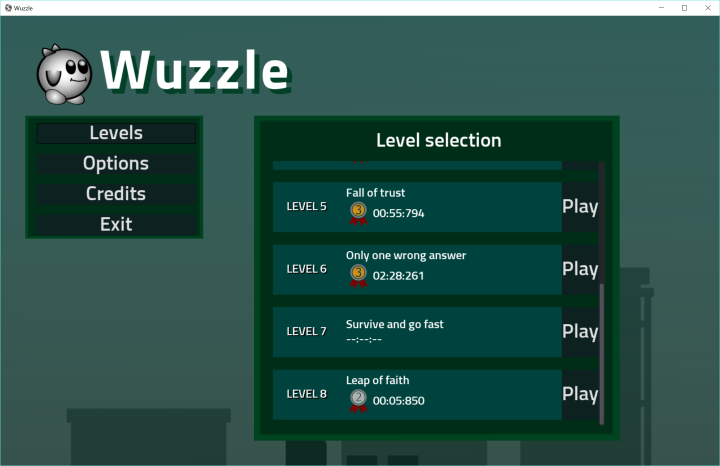 Wuzzle
Wuzzle
Levels
Options
Credits
Exit
Level selection
LEVEL 5
Fall of trust
3
00:55:794
Play
LEVEL 6
Only one wrong answer
3
02:28:261
Play
LEVEL 7
Survive and go fast
--:--:--
Play
LEVEL 8
Leap of faith
2
00:05:850
Play